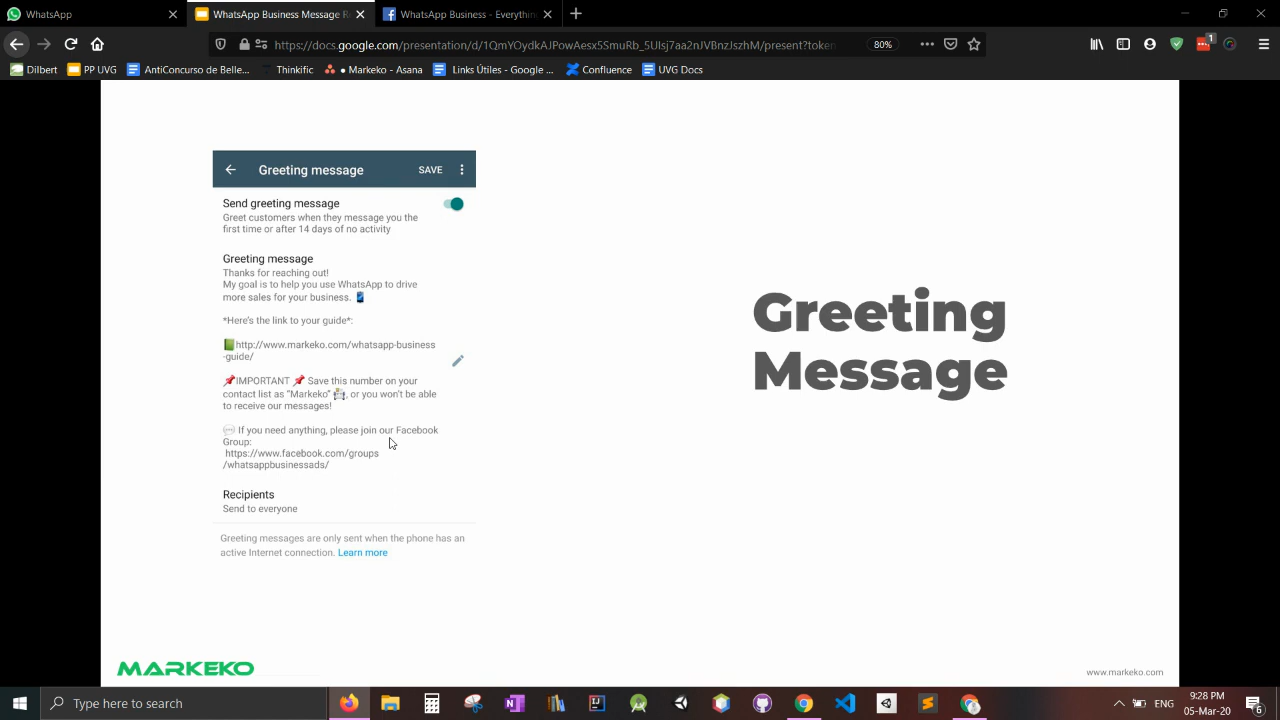 WhatsApp
WhatsApp Business Message R
WhatsApp Business - Everythin
https://docs.google.com/presentation/d/1QmYOydkAJPowAesx5SmuRb_5Ulsj7aa2nJVBnzJszhM/present?token
80%
1
Dilbert
PP UVG
AntiConcurso de Belle...
Thinkific
● Markeko - Asana
Links Útiles - Google ...
Confluence
UVG Docs
Greeting message
SAVE
Send greeting message
Greet customers when they message you the
first time or after 14 days of no activity
Greeting message
Thanks for reaching out!
My goal is to help you use WhatsApp to drive
more sales for your business. 📱
*Here's the link to your guide*:
📗http://www.markeko.com/whatsapp-business
-guide/
📌IMPORTANT 📌 Save this number on your
contact list as “Markeko” 📇, or you won't be able
to receive our messages!
💬 If you need anything, please join our Facebook
Group:
https://www.facebook.com/groups
/whatsappbusinessads/
Recipients
Send to everyone
Greeting messages are only sent when the phone has an
active Internet connection. Learn more
Greeting
Message
MARKEKO
www.markeko.com
Type here to search
ENG
9:28 PM
05-Mar-20
6